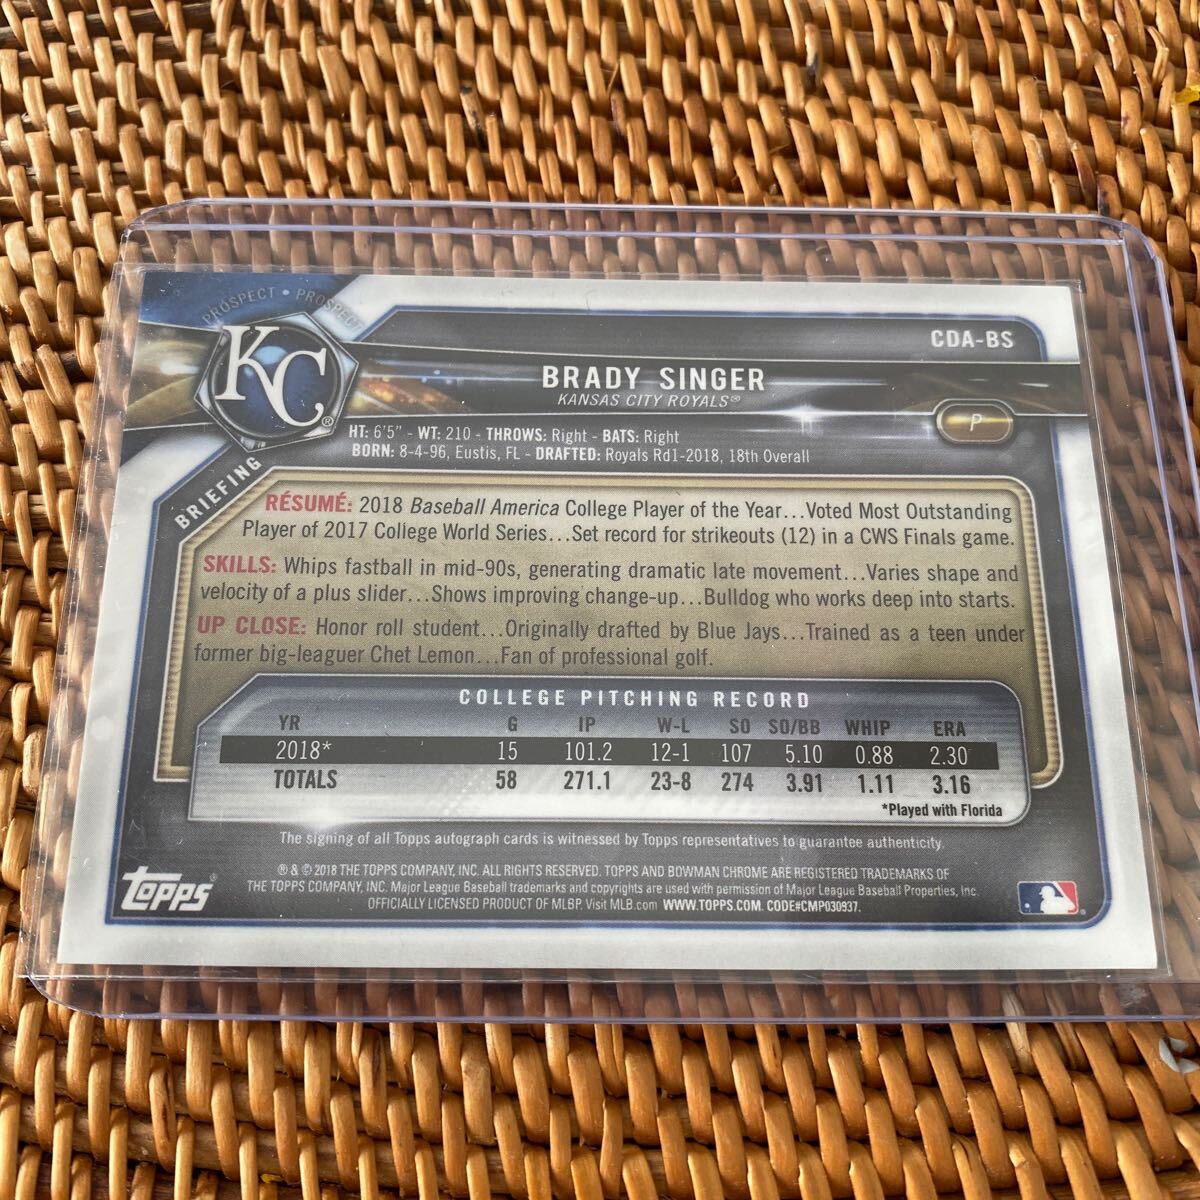 PROSPECT • PROSPECT
KC®
CDA-BS
BRADY SINGER
KANSAS CITY ROYALS®
P
HT: 6'5" - WT: 210 - THROWS: Right - BATS: Right
BORN: 8-4-96, Eustis, FL - DRAFTED: Royals Rd1-2018, 18th Overall
BRIEFING
RÉSUMÉ: 2018 Baseball America College Player of the Year...Voted Most Outstanding
Player of 2017 College World Series...Set record for strikeouts (12) in a CWS Finals game.
SKILLS: Whips fastball in mid-90s, generating dramatic late movement...Varies shape and
velocity of a plus slider...Shows improving change-up...Bulldog who works deep into starts.
UP CLOSE: Honor roll student...Originally drafted by Blue Jays...Trained as a teen under
former big-leaguer Chet Lemon...Fan of professional golf.
COLLEGE PITCHING RECORD
YR G IP W-L SO SO/BB WHIP ERA
2018* 15 101.2 12-1 107 5.10 0.88 2.30
TOTALS 58 271.1 23-8 274 3.91 1.11 3.16
*Played with Florida
The signing of all Topps autograph cards is witnessed by Topps representatives to guarantee authenticity.
® & © 2018 THE TOPPS COMPANY, INC. ALL RIGHTS RESERVED. TOPPS AND BOWMAN CHROME ARE REGISTERED TRADEMARKS OF
THE TOPPS COMPANY, INC. Major League Baseball trademarks and copyrights are used with permission of Major League Baseball Properties, Inc.
OFFICIALLY LICENSED PRODUCT OF MLBP. Visit MLB.com WWW.TOPPS.COM. CODE#CMP030937.
TOPPS®